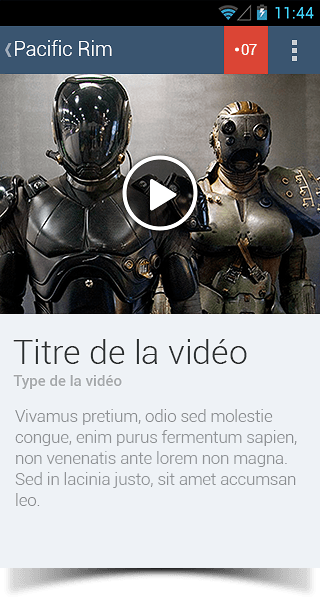 11:44
Pacific Rim
•07
Titre de la vidéo
Type de la vidéo
Vivamus pretium, odio sed molestie
congue, enim purus fermentum sapien,
non venenatis ante lorem non magna.
Sed in lacinia justo, sit amet accumsan
leo.